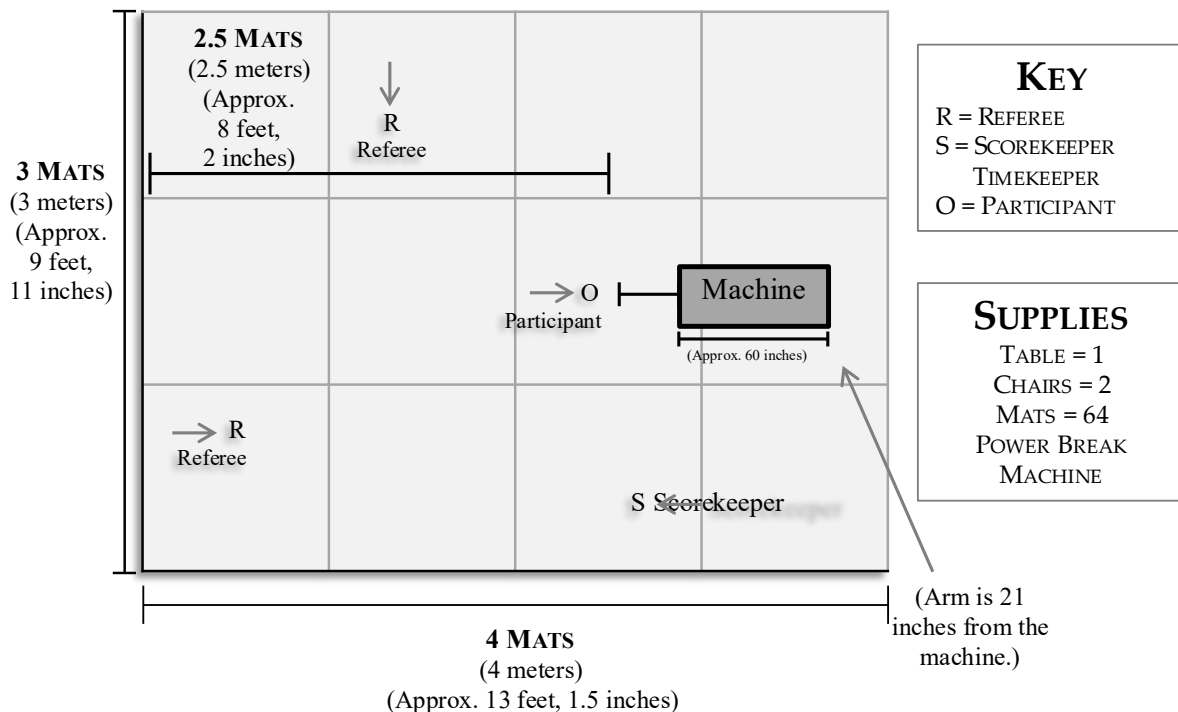 2.5 MATS
(2.5 meters)
(Approx.
8 feet,
2 inches)
R
Referee
3 MATS
(3 meters)
(Approx.
9 feet,
11 inches)
O
Participant
Machine
(Approx. 60 inches)
R
Referee
S Scorekeeper
4 MATS
(4 meters)
(Approx. 13 feet, 1.5 inches)
KEY
R = REFEREE
S = SCOREKEEPER
TIMEKEEPER
O = PARTICIPANT
SUPPLIES
TABLE = 1
CHAIRS = 2
MATS = 64
POWER BREAK
MACHINE
(Arm is 21
inches from the
machine.)